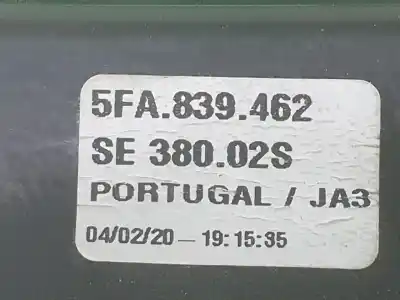 5FA.839.462
SE 380.02S
PORTUGAL / JA3
04/02/20 - 19:15:35